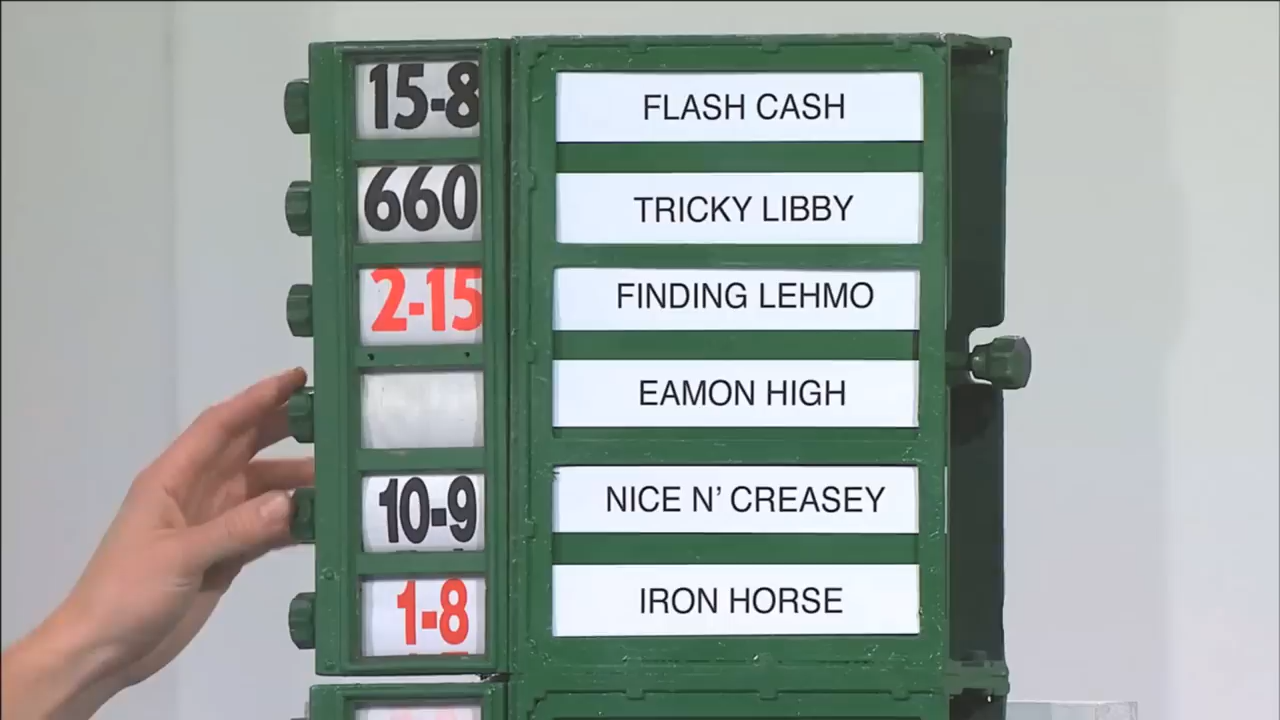 15-8 FLASH CASH
660 TRICKY LIBBY
2-15 FINDING LEHMO
EAMON HIGH
10-9 NICE N’ CREASEY
1-8 IRON HORSE